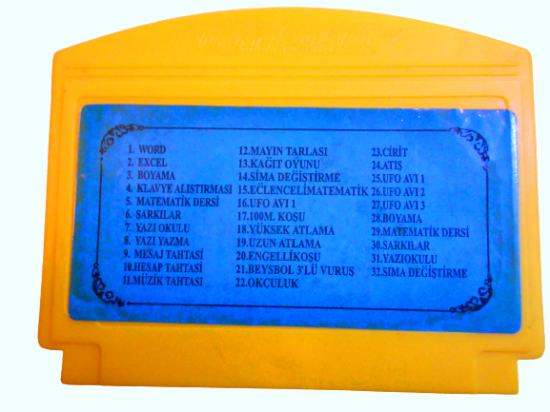 1. WORD
2. EXCEL
3. BOYAMA
4. KLAVYE ALIŞTIRMASI
5. MATEMATİK DERSİ
6. ŞARKILAR
7. YAZI OKULU
8. YAZI YAZMA
9. MESAJ TAHTASI
10.HESAP TAHTASI
11.MÜZİK TAHTASI
12.MAYIN TARLASI
13.KAĞIT OYUNU
14.SİMA DEĞİŞTİRME
15.EĞLENCELİMATEMATİK
16.UFO AVI 1
17.100M. KOŞU
18.YÜKSEK ATLAMA
19.UZUN ATLAMA
20.ENGELLİKOŞU
21.BEYSBOL 3'LÜ VURUŞ
22.OKÇULUK
23.CİRİT
24.ATIŞ
25.UFO AVI 1
26.UFO AVI 2
27.UFO AVI 3
28.BOYAMA
29.MATEMATİK DERSİ
30.ŞARKILAR
31.YAZIOKULU
32.SIMA DEĞİŞTİRME